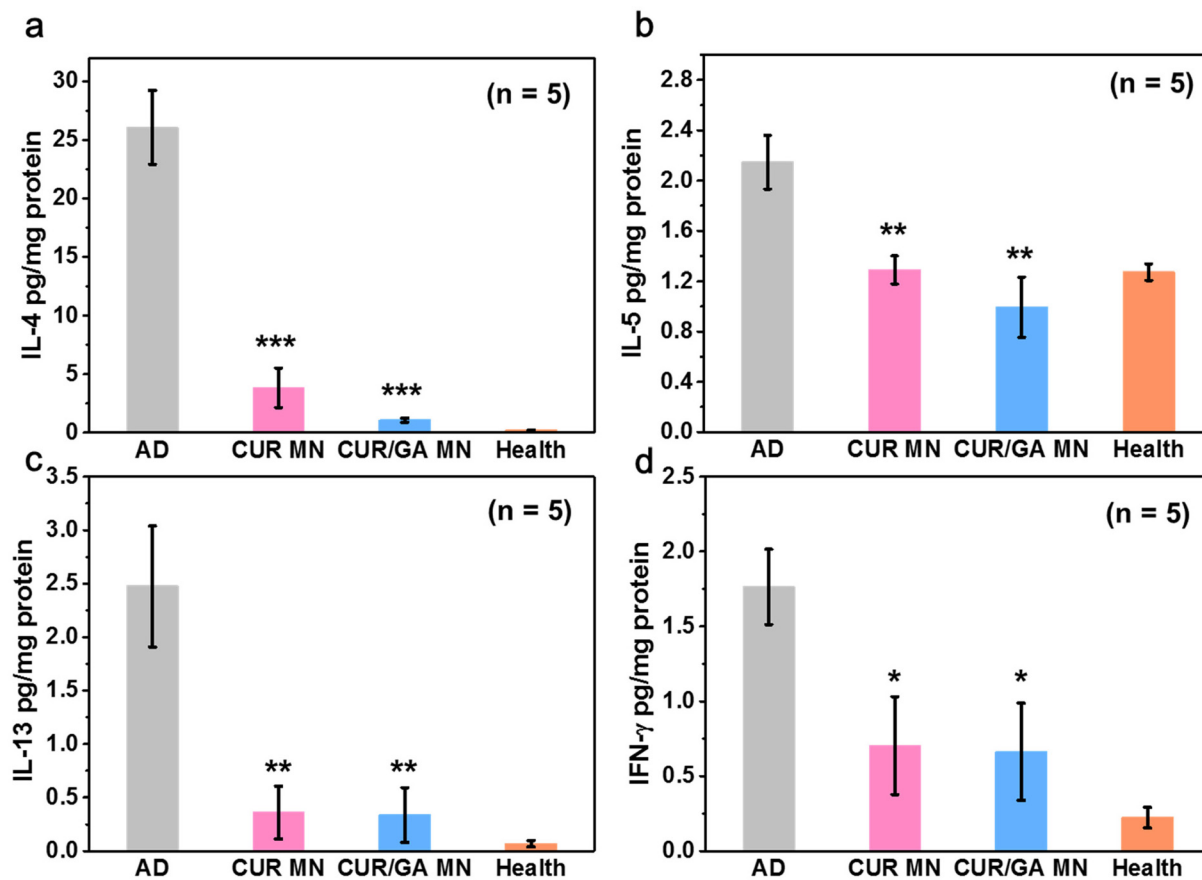 a
(n = 5)
IL-4 pg/mg protein
30
25
20
15
10
5
0
***
***
AD CUR MN CUR/GA MN Health
b
(n = 5)
IL-5 pg/mg protein
2.8
2.4
2.0
1.6
1.2
0.8
0.4
0.0
**
**
AD CUR MN CUR/GA MN Health
c
(n = 5)
IL-13 pg/mg protein
3.5
3.0
2.5
2.0
1.5
1.0
0.5
0.0
**
**
AD CUR MN CUR/GA MN Health
d
(n = 5)
IFN-γ pg/mg protein
2.5
2.0
1.5
1.0
0.5
0.0
*
*
AD CUR MN CUR/GA MN Health